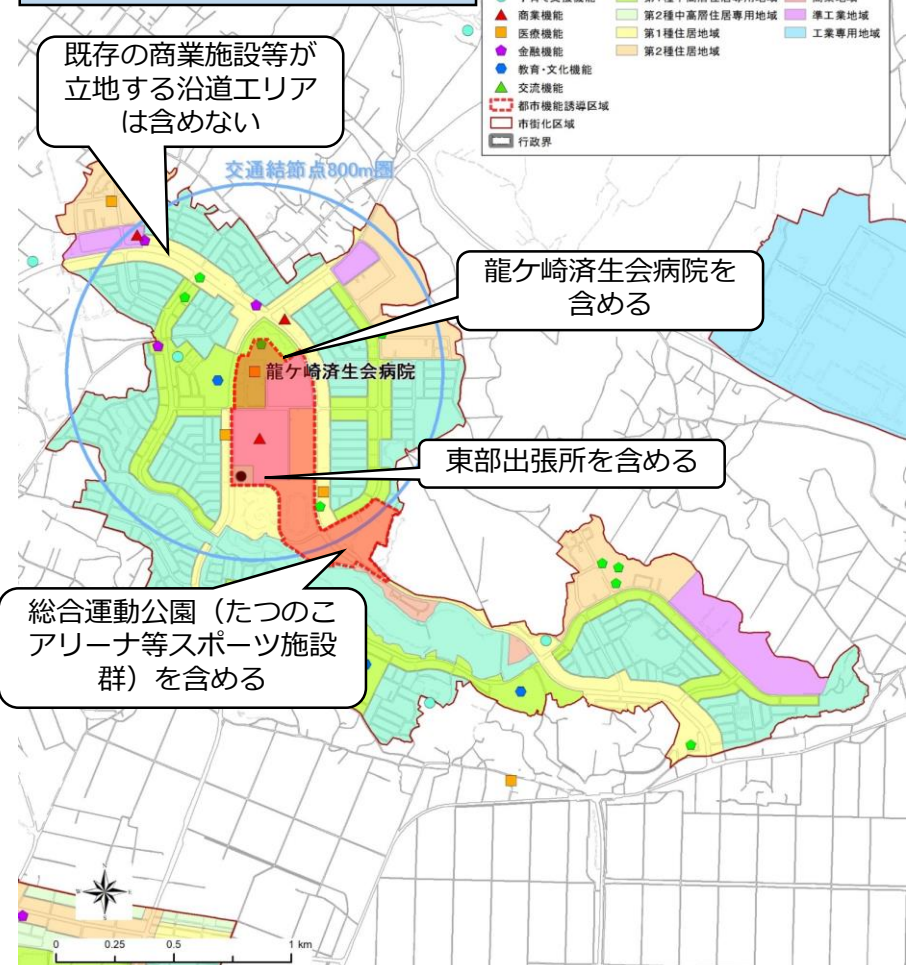 商業機能
医療機能
金融機能
教育・文化機能
交流機能
都市機能誘導区域
市街化区域
行政界
第2種中高層住居専用地域
第1種住居地域
第2種住居地域
準工業地域
工業専用地域
既存の商業施設等が
立地する沿道エリア
は含めない
交通結節点800m圏
龍ケ崎済生会病院を
含める
龍ケ崎済生会病院
東部出張所を含める
総合運動公園（たつのこ
アリーナ等スポーツ施設
群）を含める
0 0.25 0.5 1 km